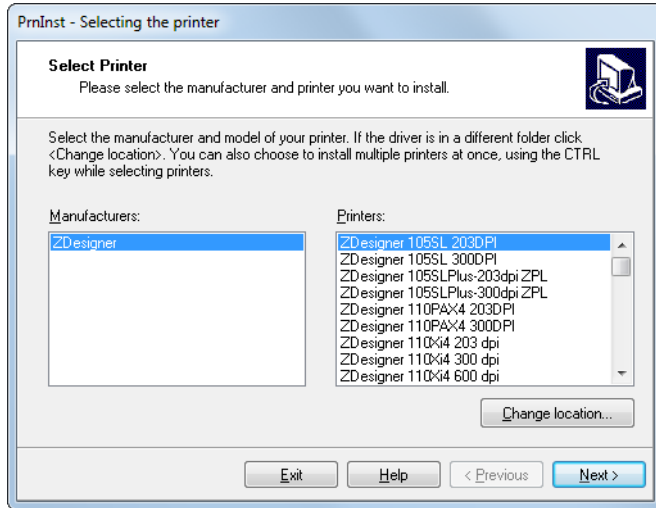 PrnInst - Selecting the printer
Select Printer
Please select the manufacturer and printer you want to install.
Select the manufacturer and model of your printer. If the driver is in a different folder click
<Change location>. You can also choose to install multiple printers at once, using the CTRL
key while selecting printers.
Manufacturers:
ZDesigner
Printers:
ZDesigner 105SL 203DPI
ZDesigner 105SL 300DPI
ZDesigner 105SLPlus-203dpi ZPL
ZDesigner 105SLPlus-300dpi ZPL
ZDesigner 110PAX4 203DPI
ZDesigner 110PAX4 300DPI
ZDesigner 110Xi4 203 dpi
ZDesigner 110Xi4 300 dpi
ZDesigner 110Xi4 600 dpi
Change location...
Exit
Help
< Previous
Next >